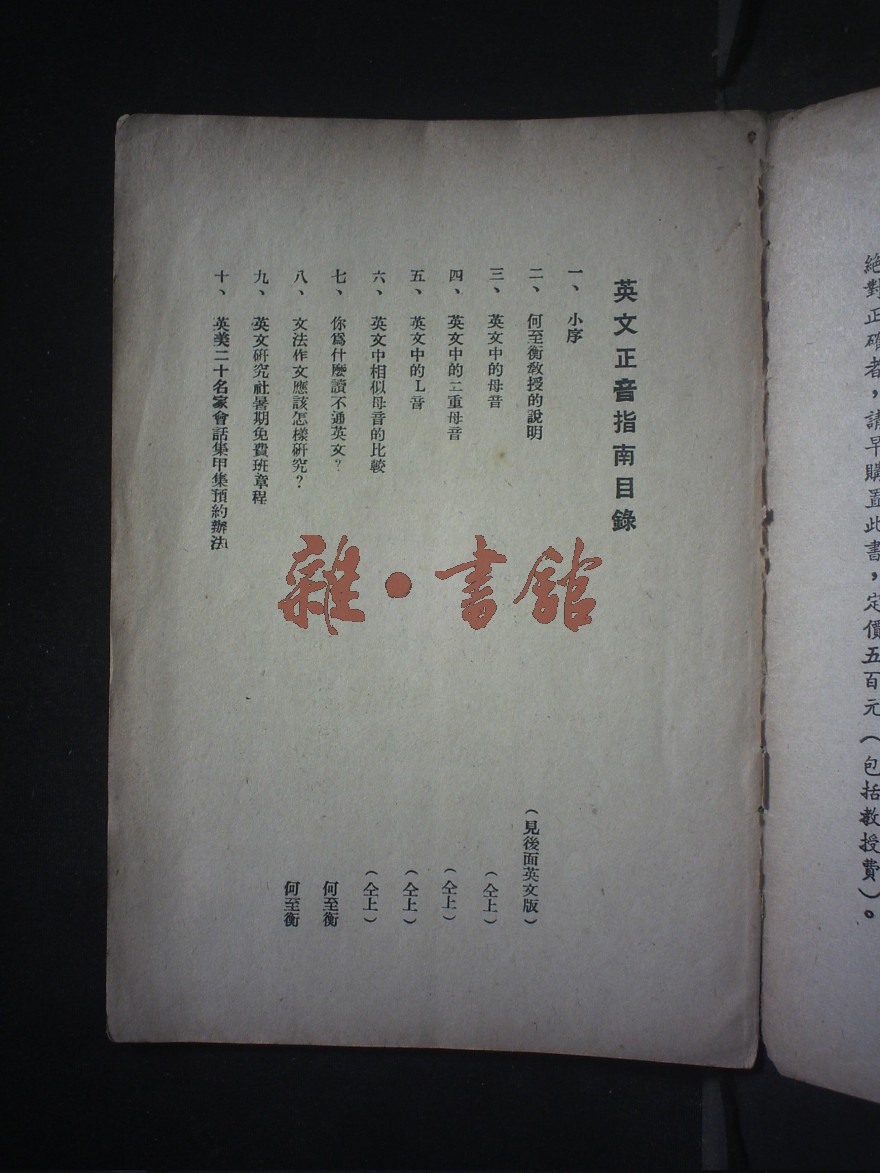 絕對正確者，請早購置此書，定價五百元（包括教授費）。
英文正音指南目錄
一、小序
二、何至衡教授的說明（見後面英文版）
三、英文中的母音（仝上）
四、英文中的二重母音（仝上）
五、英文中的L音（仝上）
六、英文中相似母音的比較（仝上）
七、你爲什麼讀不通英文？何至衡
八、文法作文應該怎樣研究？何至衡
九、英文研究社暑期免費班章程
十、英美二十名家會話集甲集預約辦法
雜・書館